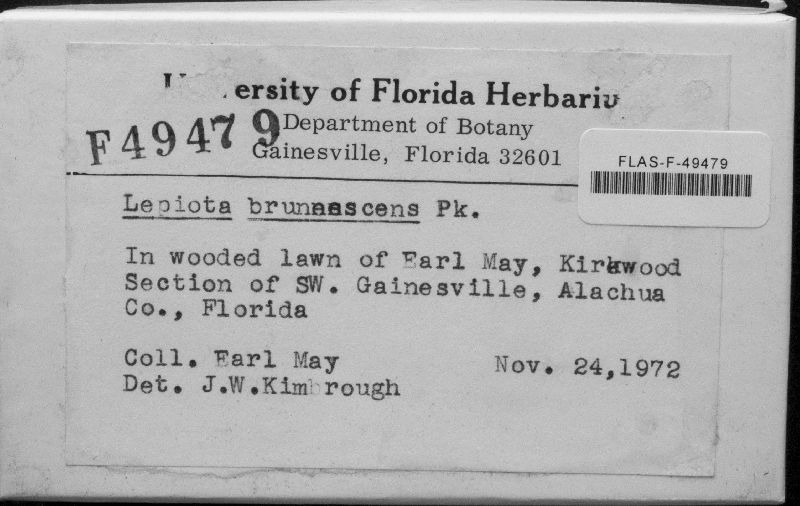 University of Florida Herbariu
F49479
Department of Botany
Gainesville, Florida 32601
FLAS-F-49479
Lepiota brunnescens Pk.
In wooded lawn of Earl May, Kirkwood
Section of SW. Gainesville, Alachua
Co., Florida
Coll. Earl May Nov. 24,1972
Det. J.W.Kimbrough